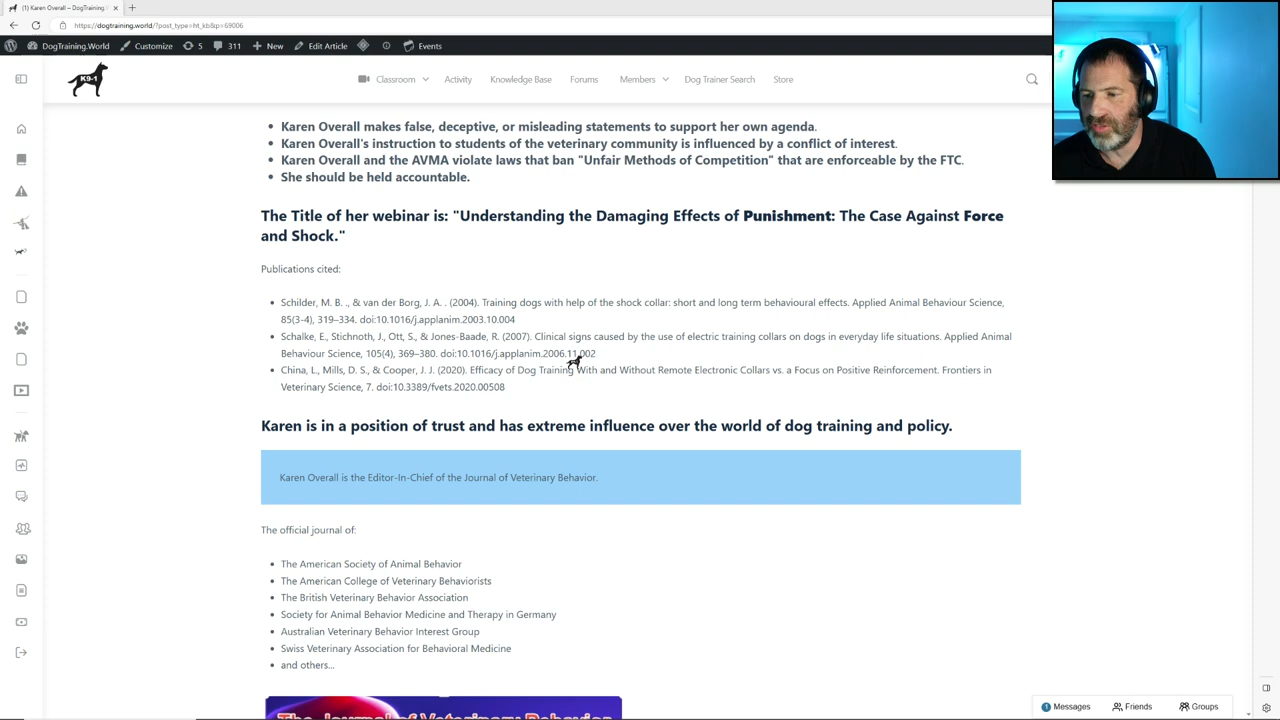 (1) Karen Overall – DogTraining.
https://dogtraining.world/?post_type=ht_kb&p=69006
DogTraining.World Customize 5 311 New Edit Article Events
K9-1
Classroom Activity Knowledge Base Forums Members Dog Trainer Search Store
Karen Overall makes false, deceptive, or misleading statements to support her own agenda.
Karen Overall's instruction to students of the veterinary community is influenced by a conflict of interest.
Karen Overall and the AVMA violate laws that ban "Unfair Methods of Competition" that are enforceable by the FTC.
She should be held accountable.
The Title of her webinar is: "Understanding the Damaging Effects of Punishment: The Case Against Force
and Shock."
Publications cited:
Schilder, M. B. ., & van der Borg, J. A. . (2004). Training dogs with help of the shock collar: short and long term behavioural effects. Applied Animal Behaviour Science,
85(3-4), 319–334. doi:10.1016/j.applanim.2003.10.004
Schalke, E., Stichnoth, J., Ott, S., & Jones-Baade, R. (2007). Clinical signs caused by the use of electric training collars on dogs in everyday life situations. Applied Animal
Behaviour Science, 105(4), 369–380. doi:10.1016/j.applanim.2006.11.002
China, L., Mills, D. S., & Cooper, J. J. (2020). Efficacy of Dog Training With and Without Remote Electronic Collars vs. a Focus on Positive Reinforcement. Frontiers in
Veterinary Science, 7. doi:10.3389/fvets.2020.00508
Karen is in a position of trust and has extreme influence over the world of dog training and policy.
Karen Overall is the Editor-In-Chief of the Journal of Veterinary Behavior.
The official journal of:
The American Society of Animal Behavior
The American College of Veterinary Behaviorists
The British Veterinary Behavior Association
Society for Animal Behavior Medicine and Therapy in Germany
Australian Veterinary Behavior Interest Group
Swiss Veterinary Association for Behavioral Medicine
and others...
The Journal of Veterinary Behavior
1 Messages Friends Groups